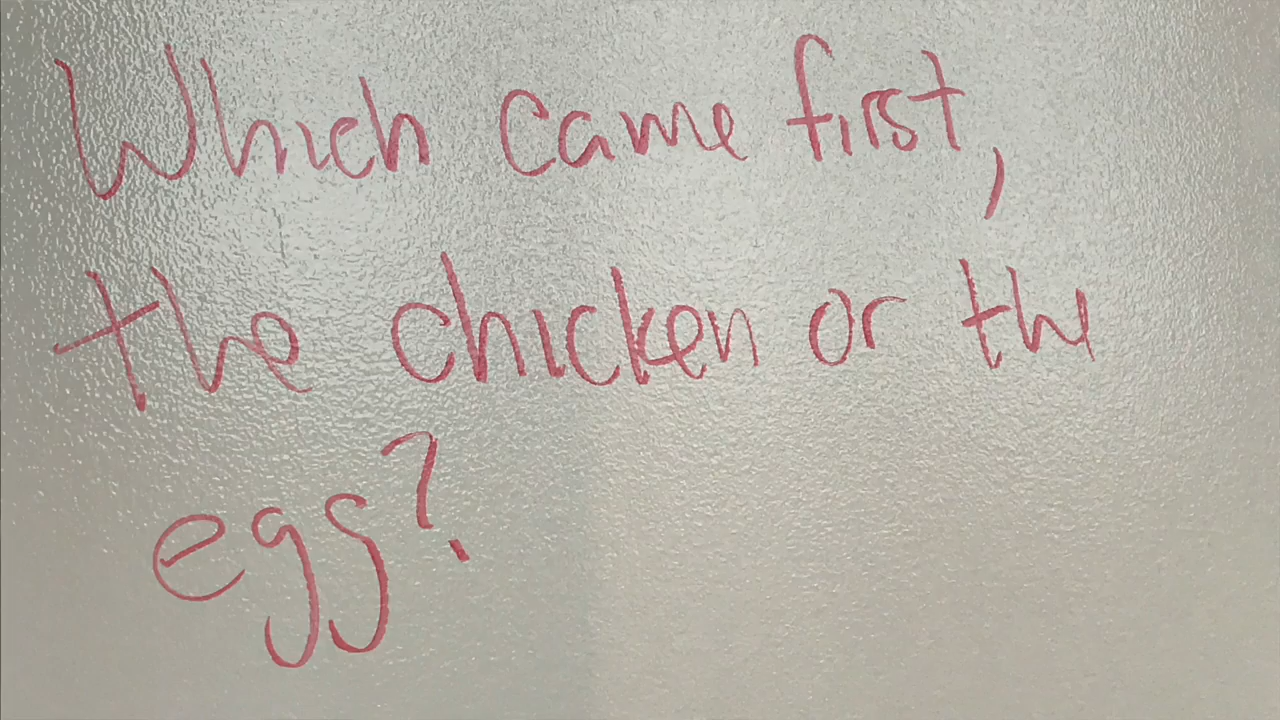 Which came first,
the chicken or the
egg?